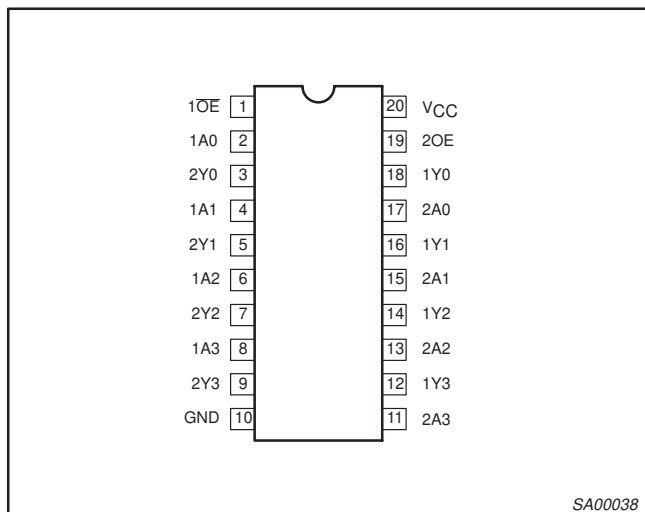 1O̅E̅ 1 20 VCC
1A0 2 19 2OE
2Y0 3 18 1Y0
1A1 4 17 2A0
2Y1 5 16 1Y1
1A2 6 15 2A1
2Y2 7 14 1Y2
1A3 8 13 2A2
2Y3 9 12 1Y3
GND 10 11 2A3
SA00038